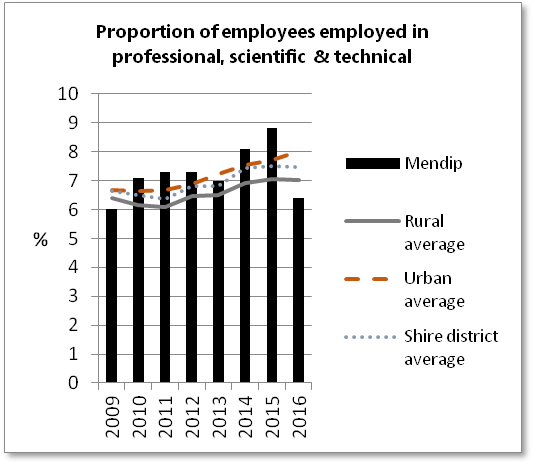 Proportion of employees employed in
professional, scientific & technical
10
9
8
7
6
5
4
3
2
1
0
%
2009
2010
2011
2012
2013
2014
2015
2016
Mendip
Rural
average
Urban
average
Shire district
average